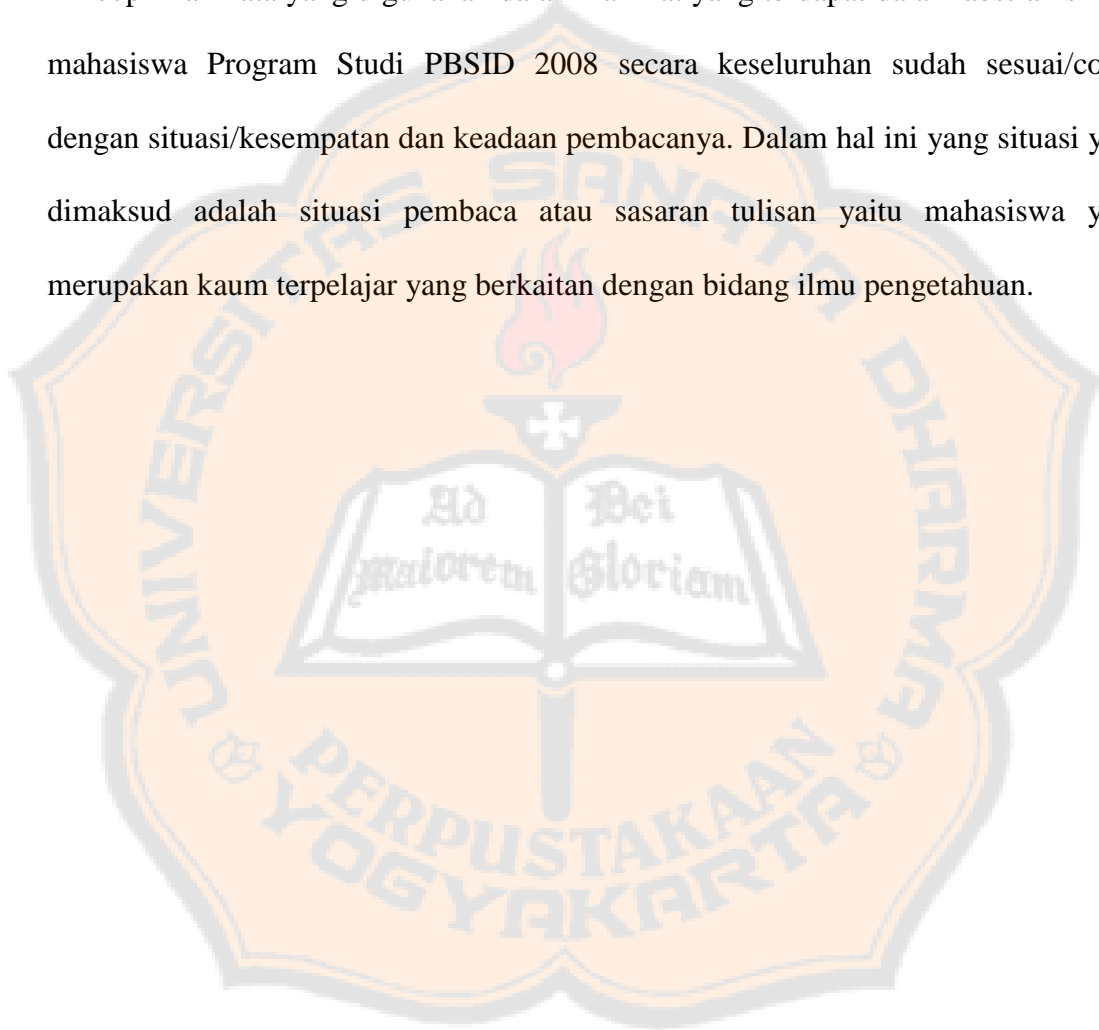 mahasiswa Program Studi PBSID 2008 secara keseluruhan sudah sesuai/co
dengan situasi/kesempatan dan keadaan pembacanya. Dalam hal ini yang situasi y
dimaksud adalah situasi pembaca atau sasaran tulisan yaitu mahasiswa y
merupakan kaum terpelajar yang berkaitan dengan bidang ilmu pengetahuan.
UNIVERSITAS SANATA DHARMA
Ad Dei
Maiorem Gloriam
PERPUSTAKAAN
YOGYAKARTA